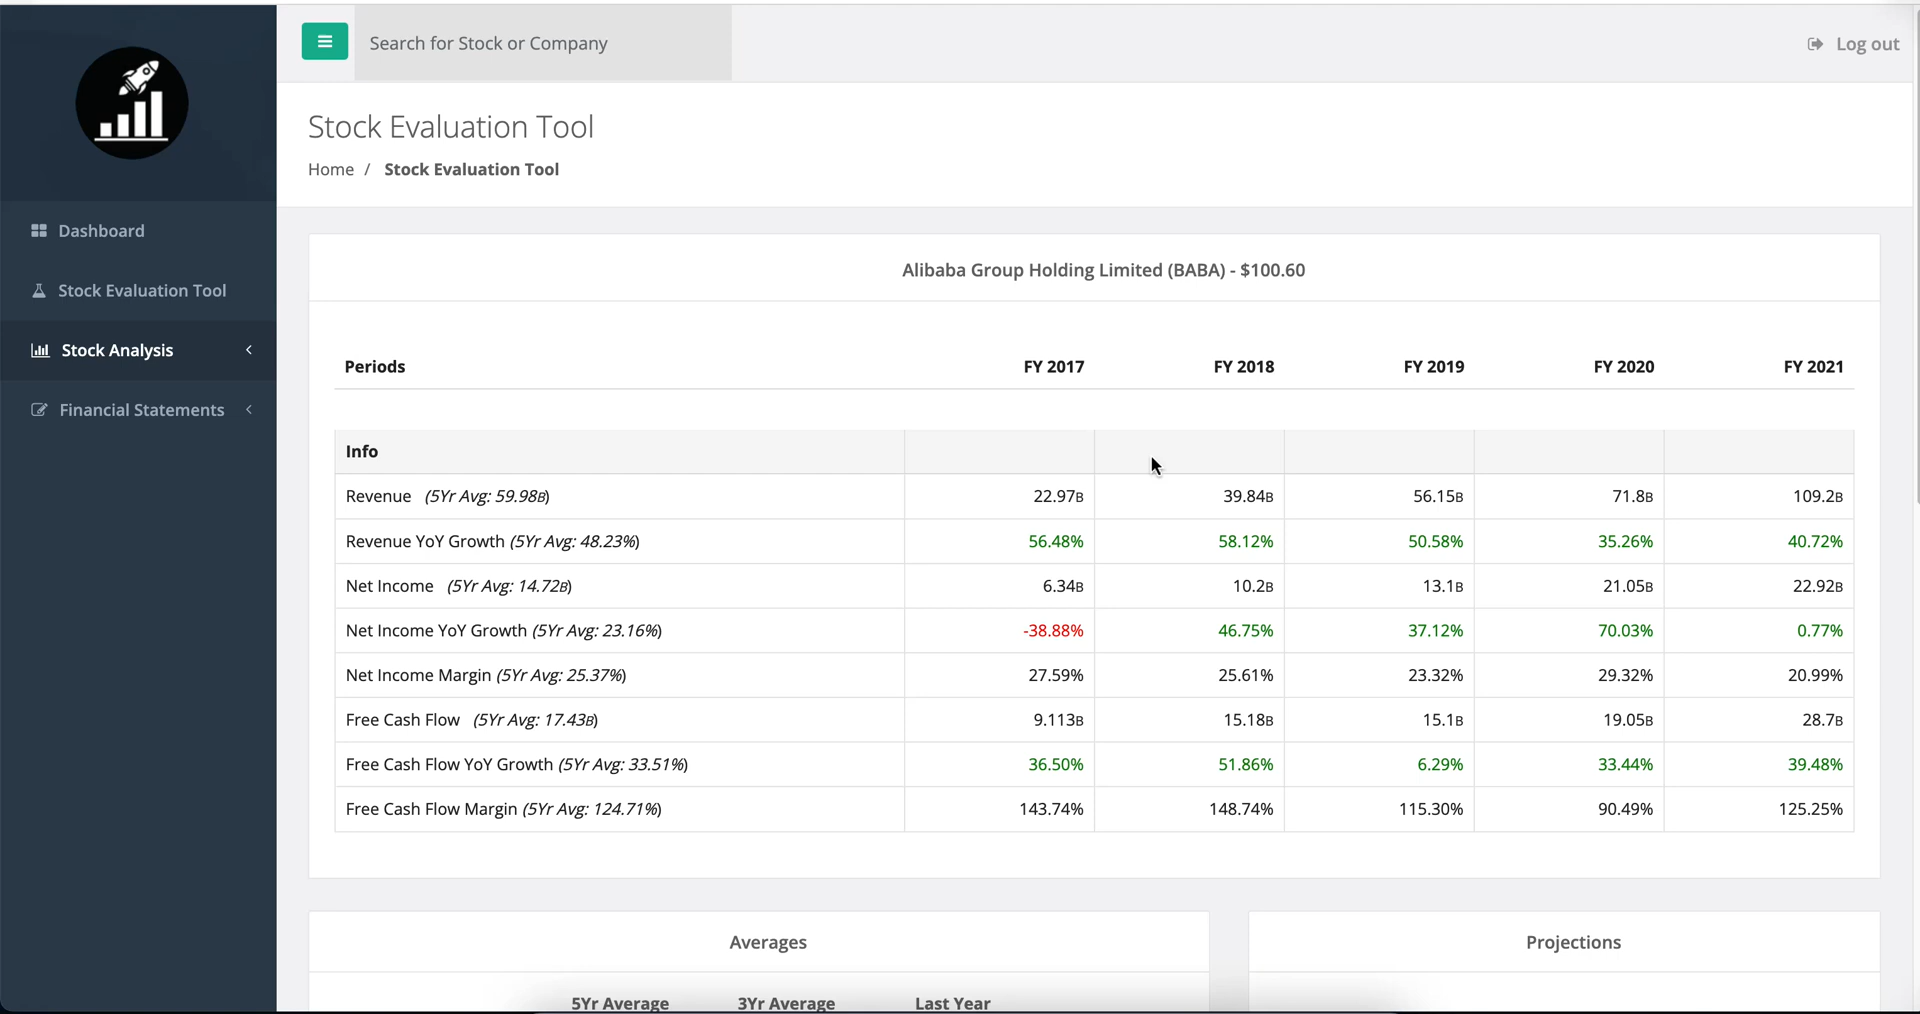 Search for Stock or Company
Log out
Stock Evaluation Tool
Home / Stock Evaluation Tool
Dashboard
Stock Evaluation Tool
Stock Analysis
Financial Statements
Alibaba Group Holding Limited (BABA) - $100.60
Periods FY 2017 FY 2018 FY 2019 FY 2020 FY 2021
Info
Revenue (5Yr Avg: 59.98B) 22.97B 39.84B 56.15B 71.8B 109.2B
Revenue YoY Growth (5Yr Avg: 48.23%) 56.48% 58.12% 50.58% 35.26% 40.72%
Net Income (5Yr Avg: 14.72B) 6.34B 10.2B 13.1B 21.05B 22.92B
Net Income YoY Growth (5Yr Avg: 23.16%) -38.88% 46.75% 37.12% 70.03% 0.77%
Net Income Margin (5Yr Avg: 25.37%) 27.59% 25.61% 23.32% 29.32% 20.99%
Free Cash Flow (5Yr Avg: 17.43B) 9.113B 15.18B 15.1B 19.05B 28.7B
Free Cash Flow YoY Growth (5Yr Avg: 33.51%) 36.50% 51.86% 6.29% 33.44% 39.48%
Free Cash Flow Margin (5Yr Avg: 124.71%) 143.74% 148.74% 115.30% 90.49% 125.25%
Averages
5Yr Average 3Yr Average Last Year
Projections